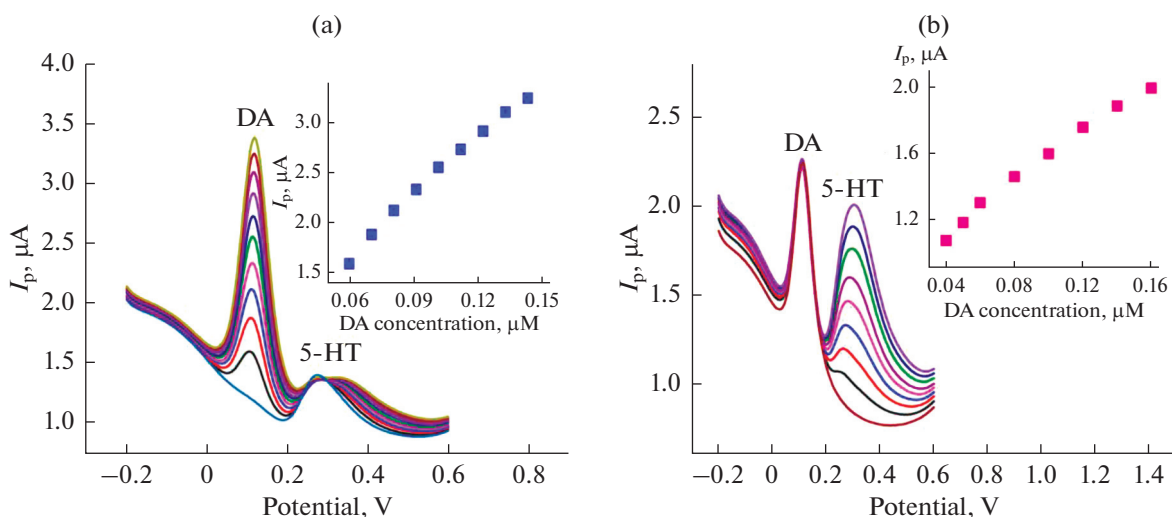 (a)
4.0
3.5
3.0
2.5
2.0
1.5
1.0
I_p, μA
DA
5-HT
−0.2
0
0.2
0.4
0.6
0.8
Potential, V
I_p, μA
3.0
2.5
2.0
1.5
0.06
0.09
0.12
0.15
DA concentration, μM
(b)
2.5
2.0
1.5
1.0
I_p, μA
DA
5-HT
−0.2
0
0.2
0.4
0.6
0.8
1.0
1.2
1.4
Potential, V
I_p, μA
2.0
1.6
1.2
0.04
0.08
0.12
0.16
DA concentration, μM